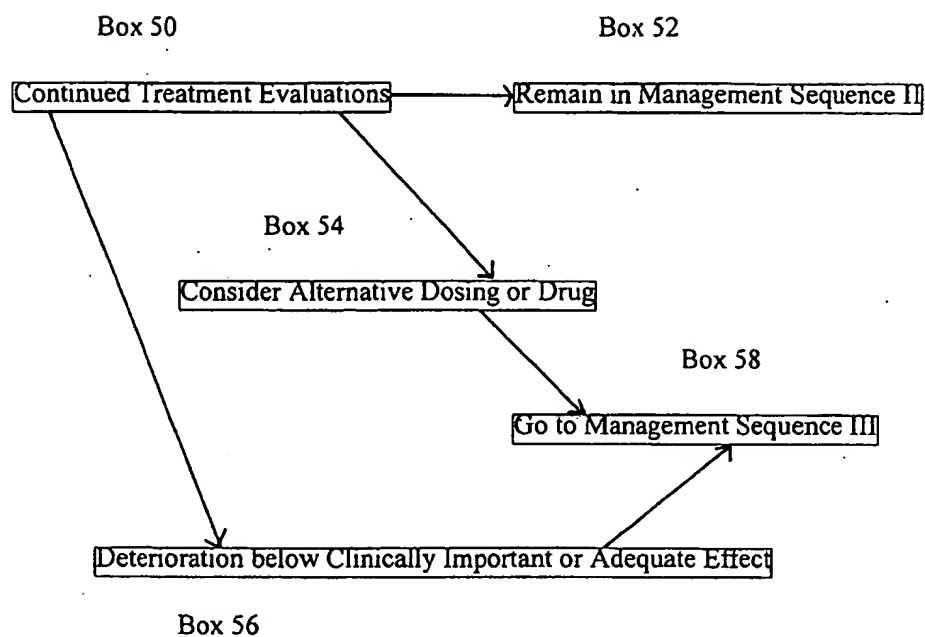 Box 50
Box 52
Continued Treatment Evaluations
Remain in Management Sequence II
Box 54
Consider Alternative Dosing or Drug
Box 58
Go to Management Sequence III
Deterioration below Clinically Important or Adequate Effect
Box 56